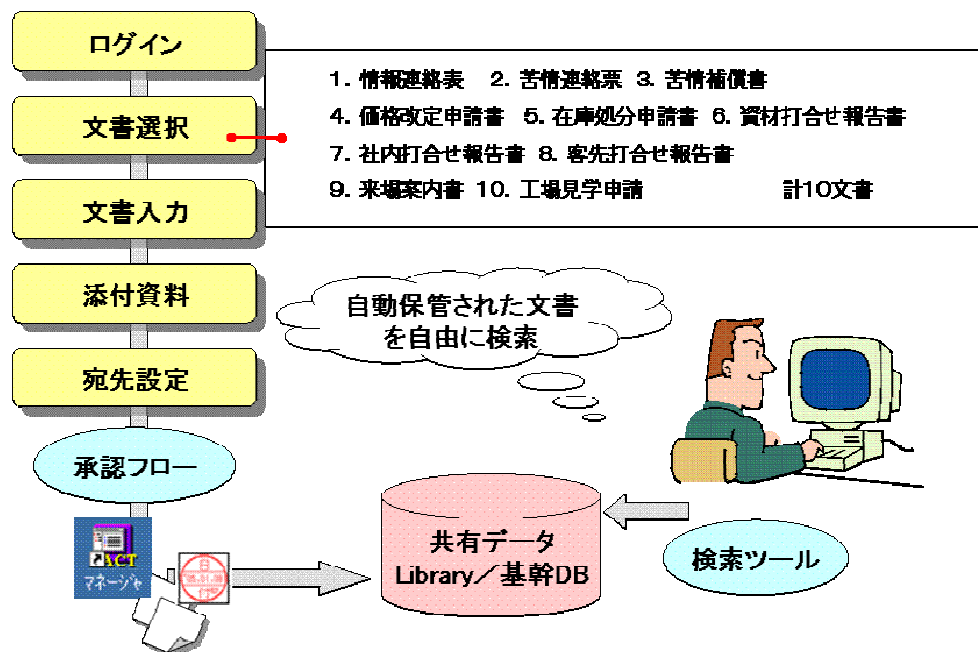 ログイン
文書選択
文書入力
添付資料
宛先設定
承認フロー
1. 情報連絡表 2. 苦情連絡票 3. 苦情補償書
4. 価格改定申請書 5. 在庫処分申請書 6. 資材打合せ報告書
7. 社内打合せ報告書 8. 客先打合せ報告書
9. 来場案内書 10. 工場見学申請 計10文書
自動保管された文書
を自由に検索
ACT
マネージャ
共有データ
Library／基幹DB
検索ツール